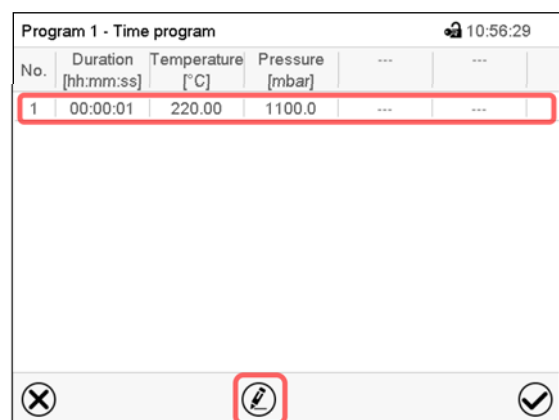 Program 1 - Time program 10:56:29
No. Duration Temperature Pressure --- ---
[hh:mm:ss] [°C] [mbar]
1 00:00:01 220.00 1100.0 --- ---